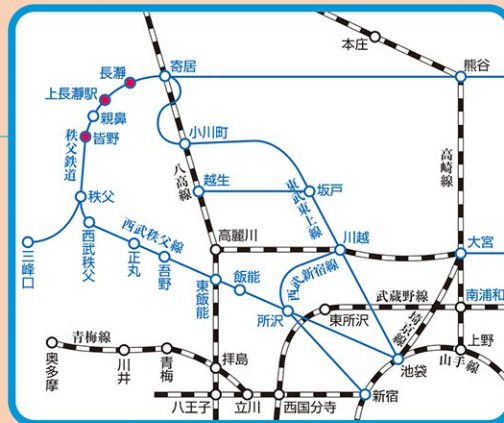 本庄
熊谷
寄居
長瀞
上長瀞駅
親鼻
皆野
秩父鉄道
小川町
八高線
越生
坂戸
東武東上線
高崎線
秩父
西武秩父
西武秩父線
正丸
吾野
三峰口
高麗川
川越
大宮
東飯能
飯能
西武新宿線
所沢
東所沢
武蔵野線
埼京線
南浦和
青梅線
奥多摩
川井
青梅
拝島
八王子
立川
西国分寺
新宿
池袋
上野
山手線